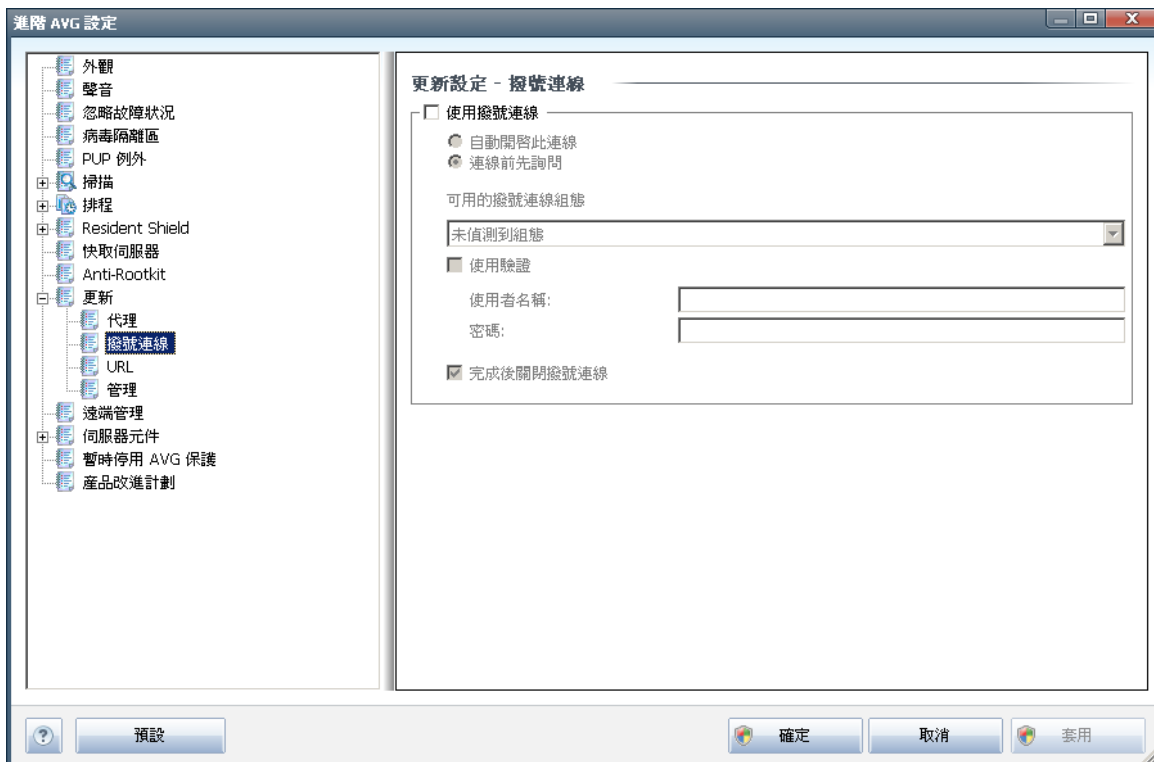 進階 AVG 設定
外觀
聲音
忽略故障狀況
病毒隔離區
PUP 例外
掃描
排程
Resident Shield
快取伺服器
Anti-Rootkit
更新
代理
撥號連線
URL
管理
遠端管理
伺服器元件
暫時停用 AVG 保護
產品改進計劃
更新設定 - 撥號連線
使用撥號連線
自動開啓此連線
連線前先詢問
可用的撥號連線組態
未偵測到組態
使用驗證
使用者名稱:
密碼:
完成後關閉撥號連線
?
預設
確定
取消
套用